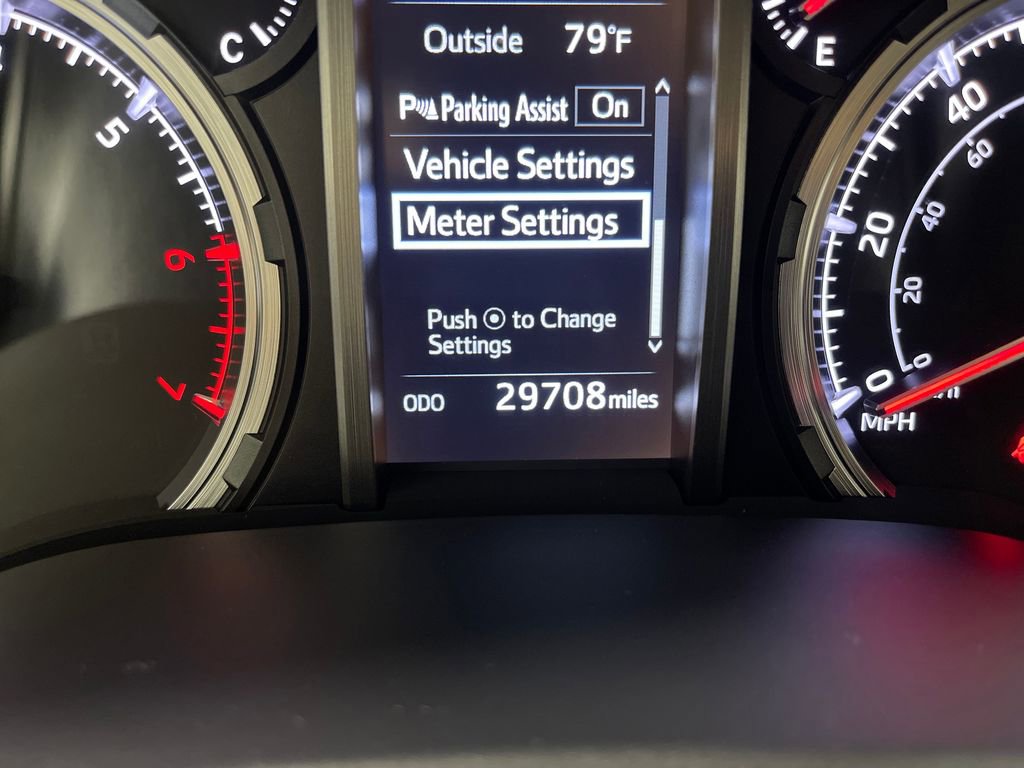 C
Outside 79°F
E
P Parking Assist On
Vehicle Settings
Meter Settings
Push to Change
Settings
ODO 29708 miles
5
6
7
40
20
0
MPH
60
40
20
0